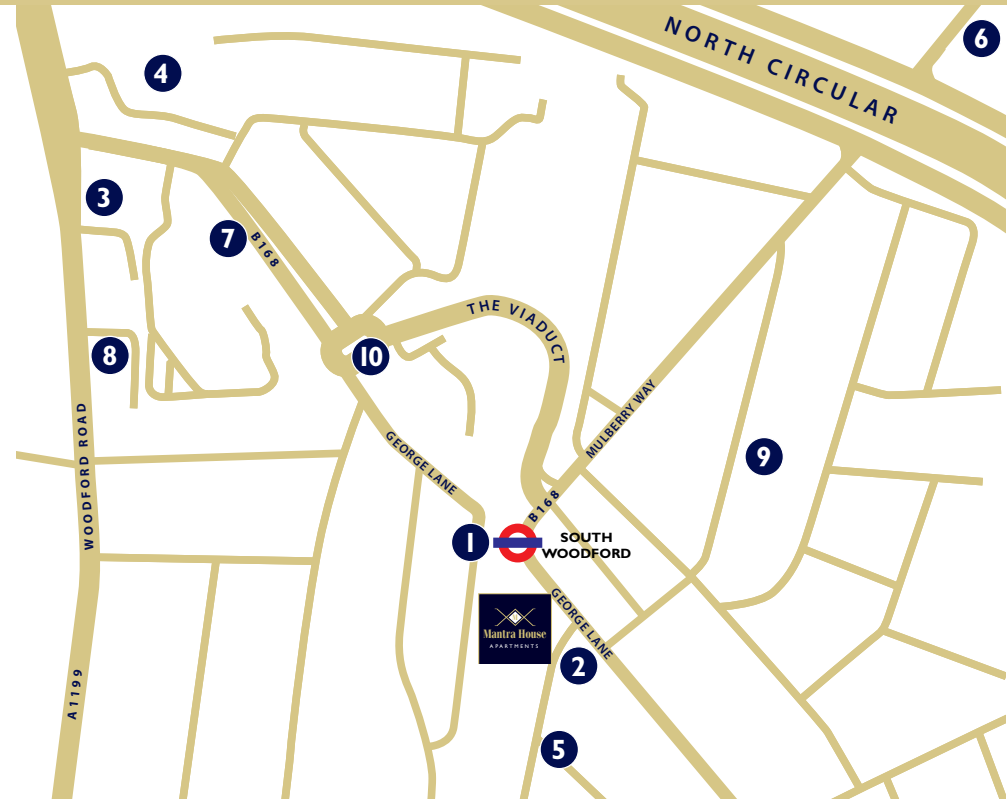 NORTH CIRCULAR
6
4
3
7
B168
THE VIADUCT
8
10
MULBERRY WAY
WOODFORD ROAD
GEORGE LANE
9
B168
1
SOUTH
WOODFORD
GEORGE LANE
Mantra House
APARTMENTS
2
A1199
5